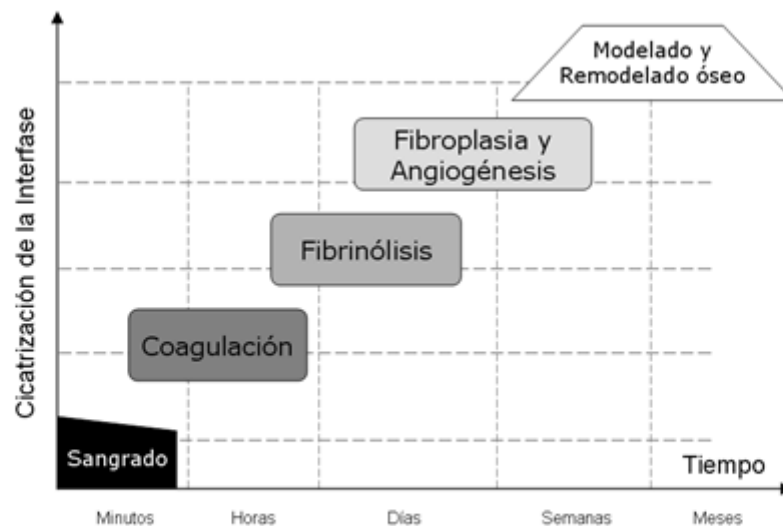 Cicatrización de la Interfase
Modelado y
Remodelado óseo
Fibroplasia y
Angiogénesis
Fibrinólisis
Coagulación
Sangrado
Tiempo
Minutos
Horas
Días
Semanas
Meses